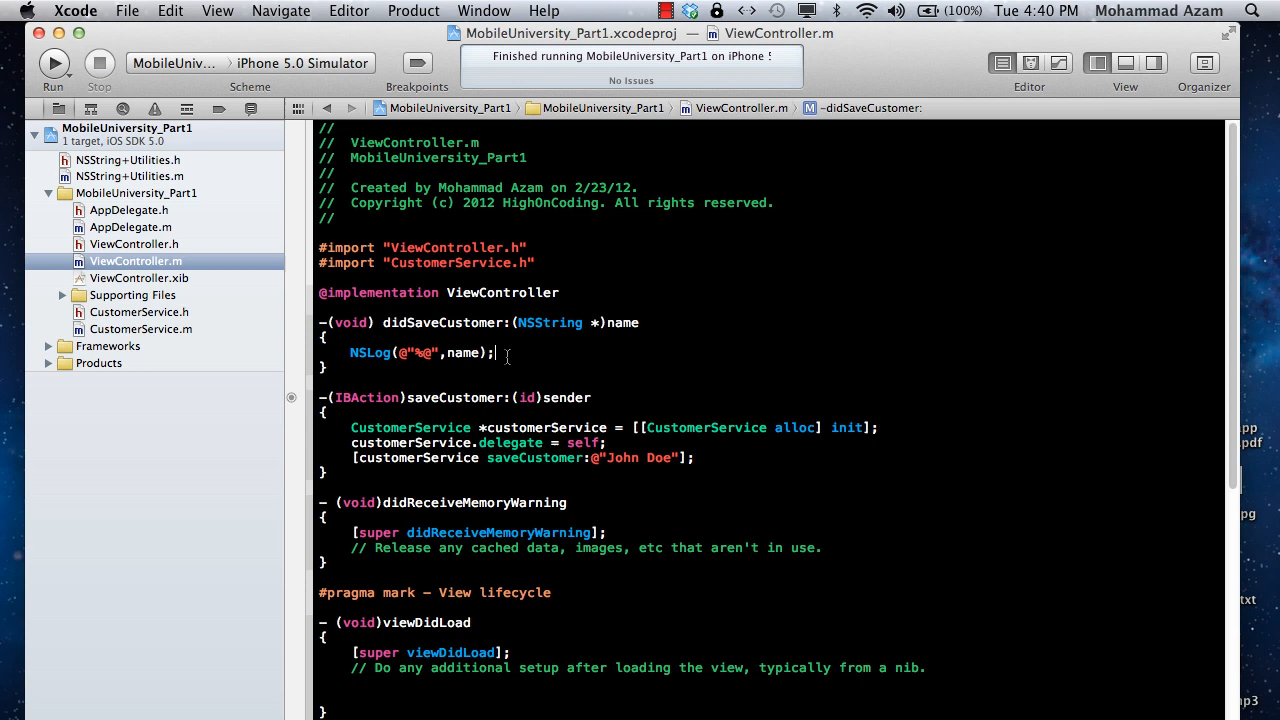 Xcode File Edit View Navigate Editor Product Window Help (100%) Tue 4:40 PM Mohammad Azam
MobileUniversity_Part1.xcodeproj — ViewController.m
MobileUniv... iPhone 5.0 Simulator
Finished running MobileUniversity_Part1 on iPhone 5
No Issues
Run Stop Scheme Breakpoints Editor View Organizer
MobileUniversity_Part1 MobileUniversity_Part1 ViewController.m M -didSaveCustomer:
MobileUniversity_Part1
1 target, iOS SDK 5.0
h NSString+Utilities.h
m NSString+Utilities.m
MobileUniversity_Part1
h AppDelegate.h
m AppDelegate.m
h ViewController.h
m ViewController.m
ViewController.xib
Supporting Files
h CustomerService.h
m CustomerService.m
Frameworks
Products
//
// ViewController.m
// MobileUniversity_Part1
//
// Created by Mohammad Azam on 2/23/12.
// Copyright (c) 2012 HighOnCoding. All rights reserved.
//
#import "ViewController.h"
#import "CustomerService.h"
@implementation ViewController
-(void) didSaveCustomer:(NSString *)name
{
NSLog(@"%@",name);
}
-(IBAction)saveCustomer:(id)sender
{
CustomerService *customerService = [[CustomerService alloc] init];
customerService.delegate = self;
[customerService saveCustomer:@"John Doe"];
}
- (void)didReceiveMemoryWarning
{
[super didReceiveMemoryWarning];
// Release any cached data, images, etc that aren't in use.
}
#pragma mark - View lifecycle
- (void)viewDidLoad
{
[super viewDidLoad];
// Do any additional setup after loading the view, typically from a nib.
}
pp
.pdf
pg
txt
np3